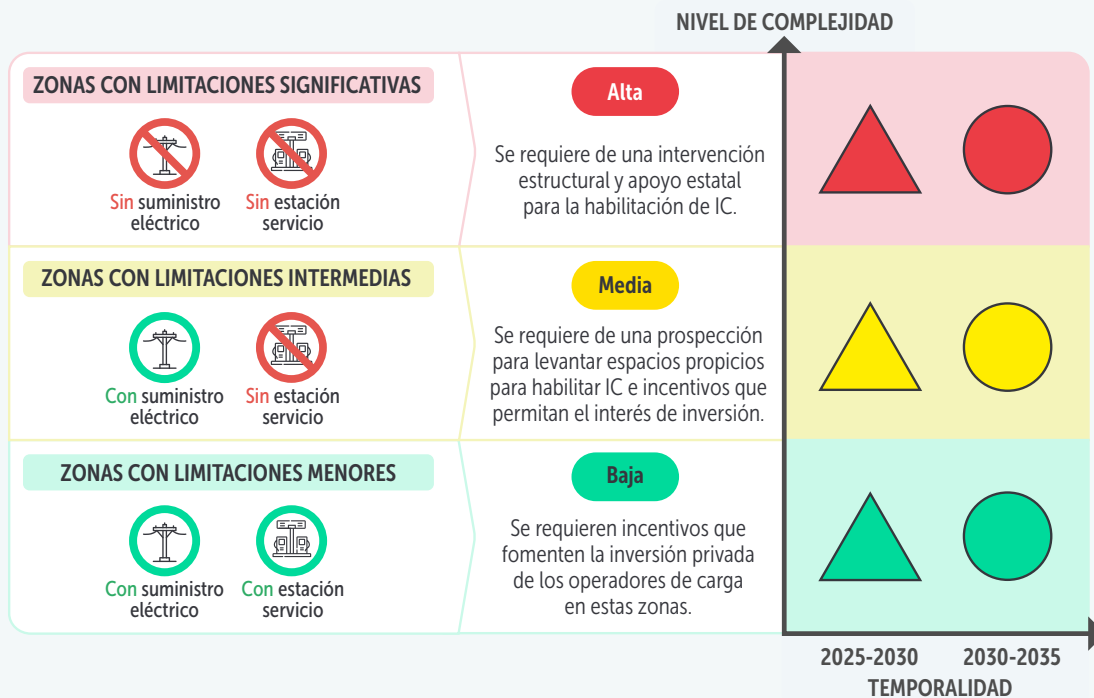 NIVEL DE COMPLEJIDAD
ZONAS CON LIMITACIONES SIGNIFICATIVAS
Sin suministro
eléctrico
Sin estación
servicio
Alta
Se requiere de una intervención
estructural y apoyo estatal
para la habilitación de IC.
ZONAS CON LIMITACIONES INTERMEDIAS
Con suministro
eléctrico
Sin estación
servicio
Media
Se requiere de una prospección
para levantar espacios propicios
para habilitar IC e incentivos que
permitan el interés de inversión.
ZONAS CON LIMITACIONES MENORES
Con suministro
eléctrico
Con estación
servicio
Baja
Se requieren incentivos que
fomenten la inversión privada
de los operadores de carga
en estas zonas.
2025-2030
2030-2035
TEMPORALIDAD